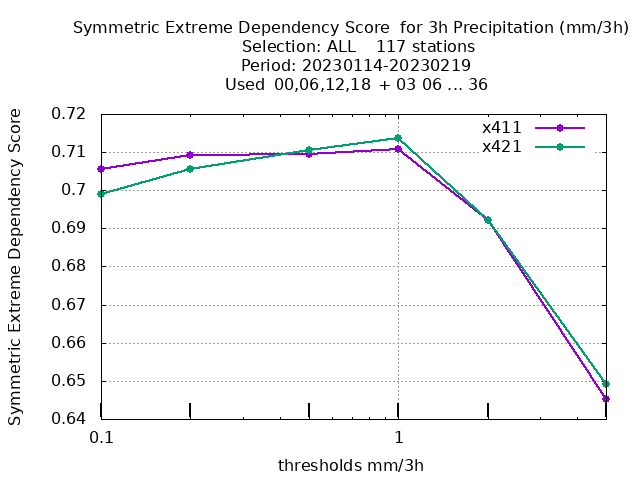 Symmetric Extreme Dependency Score  for 3h Precipitation (mm/3h)
Selection: ALL    117 stations
Period: 20230114-20230219
Used  00,06,12,18  + 03 06 ... 36
x411
x421
Symmetric Extreme Dependency Score
0.72
0.71
0.7
0.69
0.68
0.67
0.66
0.65
0.64
0.1
1
thresholds mm/3h